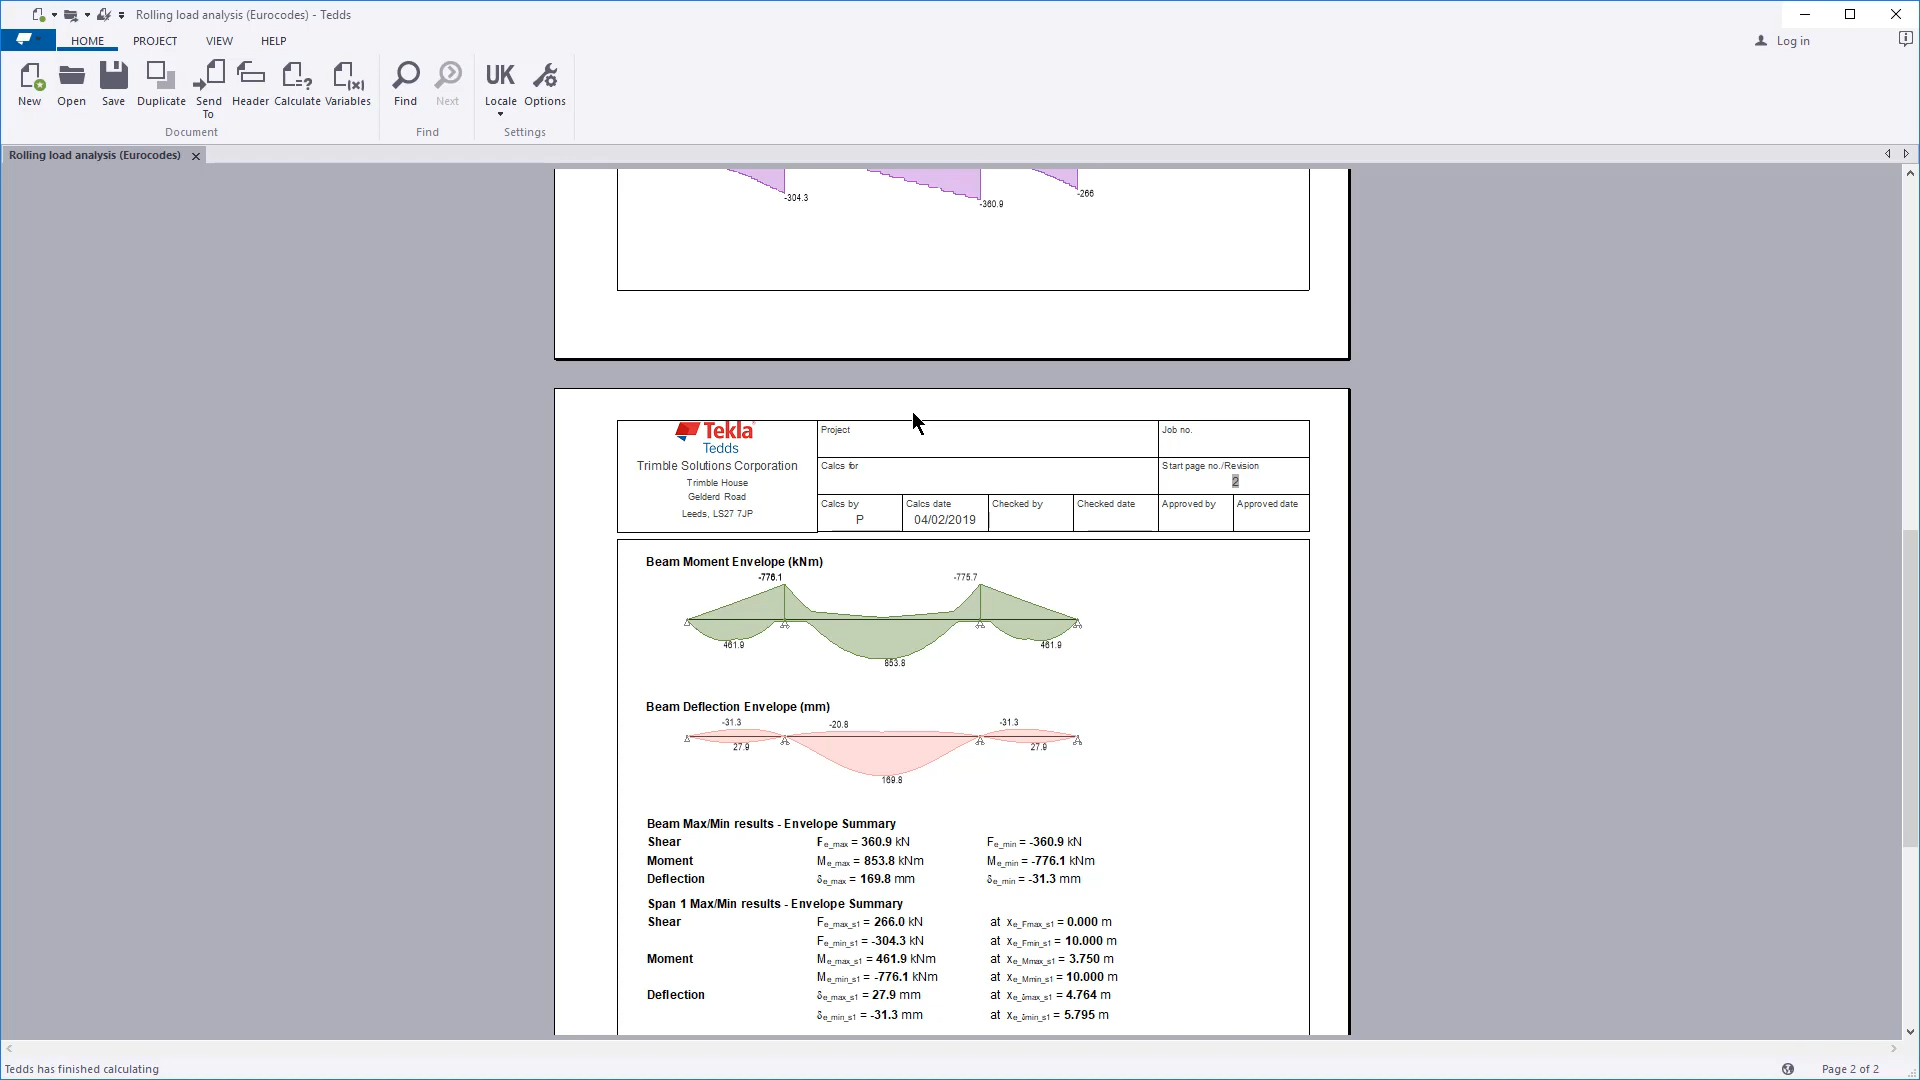 Rolling load analysis (Eurocodes) - Tedds
HOME PROJECT VIEW HELP Log in
New Open Save Duplicate Send To Header Calculate Variables Find Next UK Locale Options
Document Find Settings
Rolling load analysis (Eurocodes)
-304.3 -360.9 -266
Tekla
Tedds
Trimble Solutions Corporation
Trimble House
Gelderd Road
Leeds, LS27 7JP
Project
Job no.
Calcs for
Start page no./Revision
2
Calcs by Calcs date Checked by Checked date Approved by Approved date
P 04/02/2019
Beam Moment Envelope (kNm)
-776.1 -775.7
461.9 853.8 461.9
Beam Deflection Envelope (mm)
-31.3 -20.8 -31.3
27.9 169.8 27.9
Beam Max/Min results - Envelope Summary
Shear Fe_max = 360.9 kN Fe_min = -360.9 kN
Moment Me_max = 853.8 kNm Me_min = -776.1 kNm
Deflection δe_max = 169.8 mm δe_min = -31.3 mm
Span 1 Max/Min results - Envelope Summary
Shear Fe_max_s1 = 266.0 kN at xe_Fmax_s1 = 0.000 m
Fe_min_s1 = -304.3 kN at xe_Fmin_s1 = 10.000 m
Moment Me_max_s1 = 461.9 kNm at xe_Mmax_s1 = 3.750 m
Me_min_s1 = -776.1 kNm at xe_Mmin_s1 = 10.000 m
Deflection δe_max_s1 = 27.9 mm at xe_δmax_s1 = 4.764 m
δe_min_s1 = -31.3 mm at xe_δmin_s1 = 5.795 m
Tedds has finished calculating
Page 2 of 2